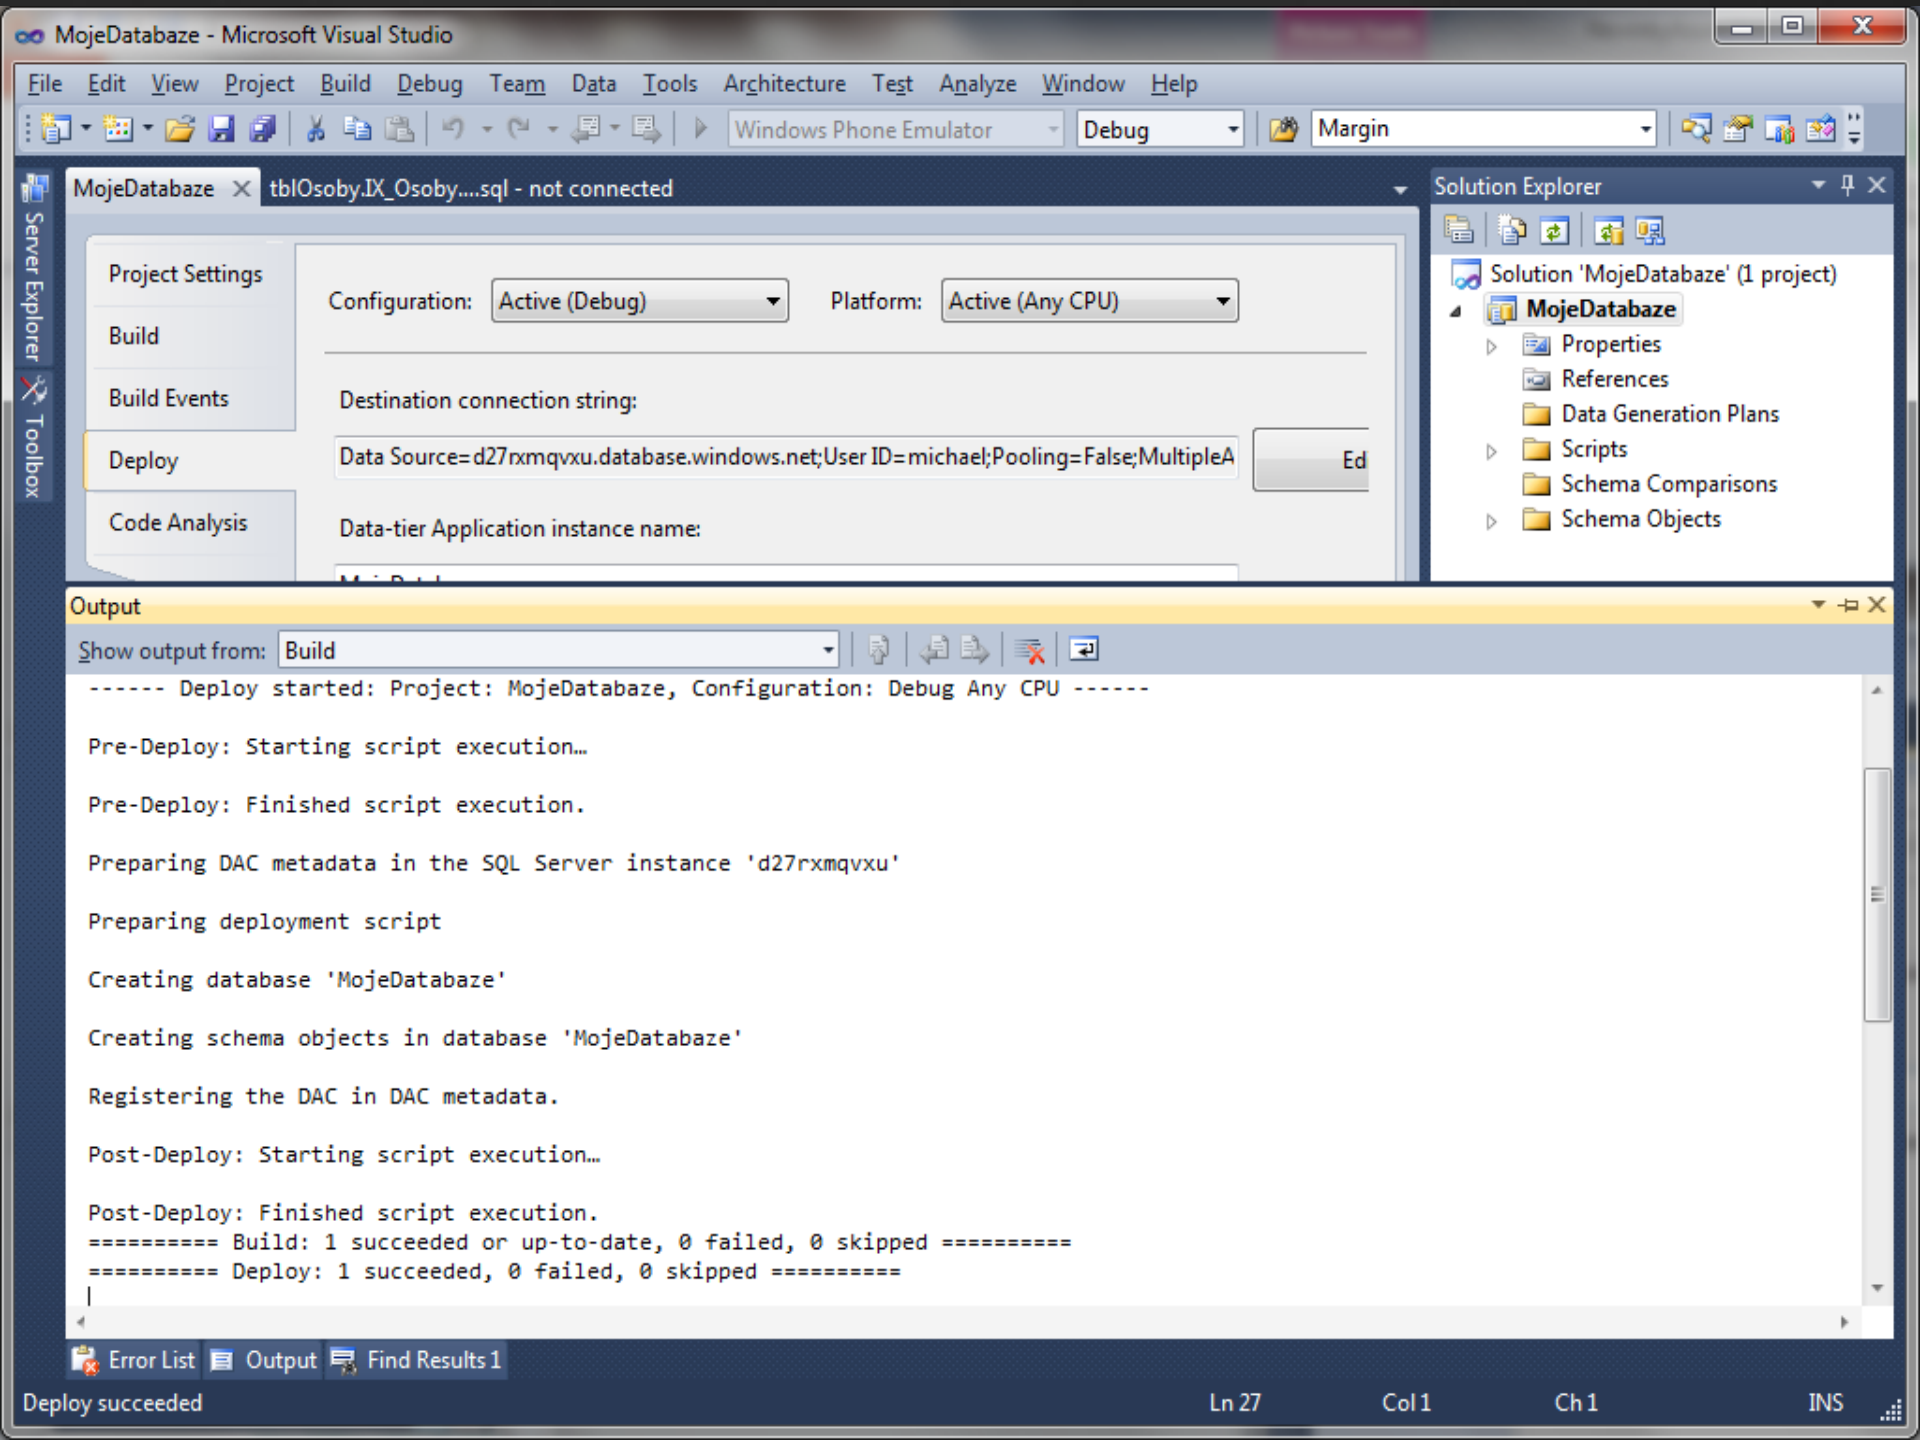 MojeDatabaze - Microsoft Visual Studio
File Edit View Project Build Debug Team Data Tools Architecture Test Analyze Window Help
Windows Phone Emulator Debug Margin
Server Explorer
Toolbox
MojeDatabaze tblOsoby.IX_Osoby....sql - not connected
Project Settings
Build
Build Events
Deploy
Code Analysis
Configuration: Active (Debug) Platform: Active (Any CPU)
Destination connection string:
Data Source=d27rxmqvxu.database.windows.net;User ID=michael;Pooling=False;MultipleA
Ed
Data-tier Application instance name:
Solution Explorer
Solution 'MojeDatabaze' (1 project)
MojeDatabaze
Properties
References
Data Generation Plans
Scripts
Schema Comparisons
Schema Objects
Output
Show output from: Build
------ Deploy started: Project: MojeDatabaze, Configuration: Debug Any CPU ------
Pre-Deploy: Starting script execution…
Pre-Deploy: Finished script execution.
Preparing DAC metadata in the SQL Server instance 'd27rxmqvxu'
Preparing deployment script
Creating database 'MojeDatabaze'
Creating schema objects in database 'MojeDatabaze'
Registering the DAC in DAC metadata.
Post-Deploy: Starting script execution…
Post-Deploy: Finished script execution.
========== Build: 1 succeeded or up-to-date, 0 failed, 0 skipped ==========
========== Deploy: 1 succeeded, 0 failed, 0 skipped ==========
Error List Output Find Results 1
Deploy succeeded Ln 27 Col 1 Ch 1 INS